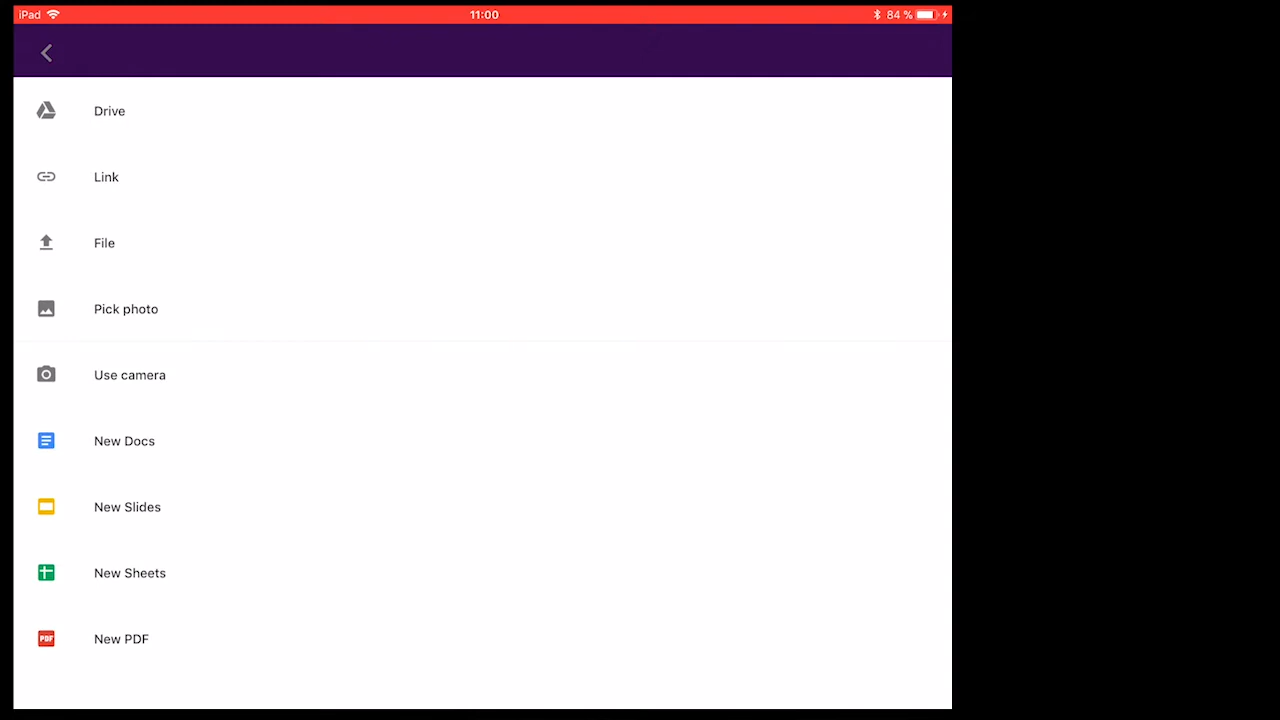 iPad 11:00 84 %
Drive
Link
File
Pick photo
Use camera
New Docs
New Slides
New Sheets
PDF New PDF